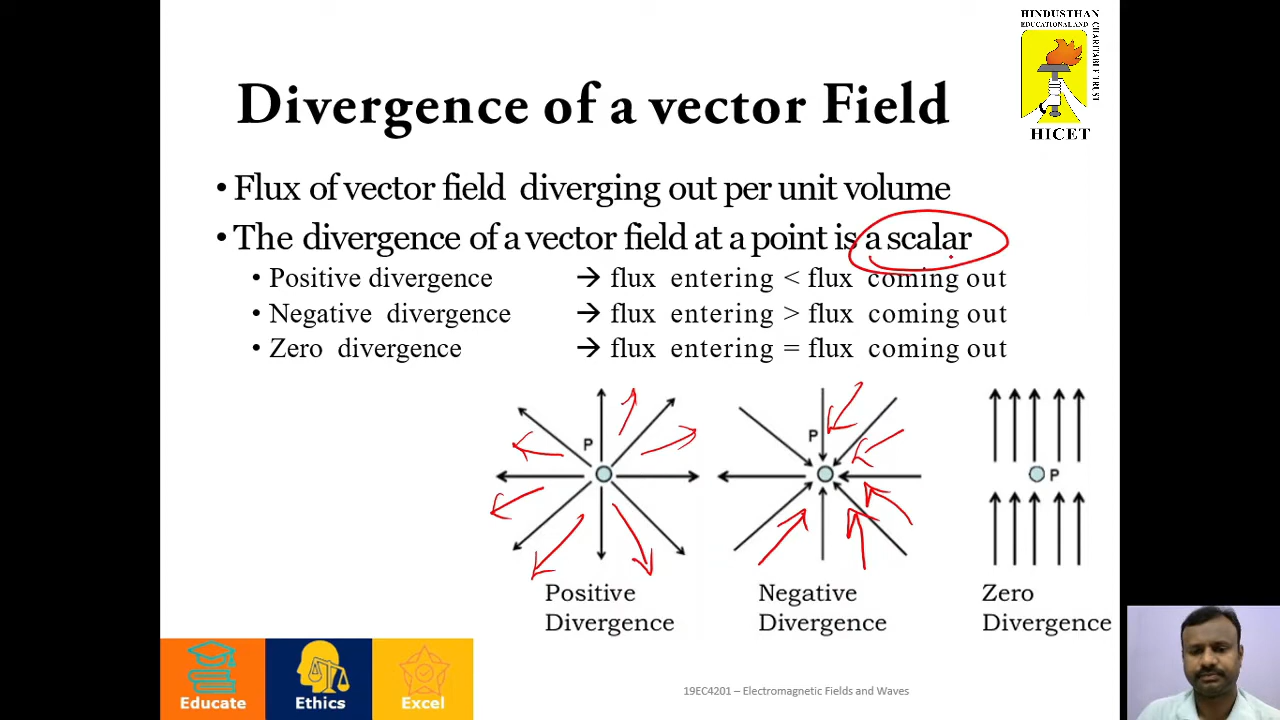 HINDUSTHAN
EDUCATIONAL AND
CHARITABLE TRUST
HICET
Divergence of a vector Field
• Flux of vector field diverging out per unit volume
• The divergence of a vector field at a point is a scalar
• Positive divergence → flux entering < flux coming out
• Negative divergence → flux entering > flux coming out
• Zero divergence → flux entering = flux coming out
P
P
P
Positive
Divergence
Negative
Divergence
Zero
Divergence
Educate
Ethics
Excel
19EC4201 – Electromagnetic Fields and Waves